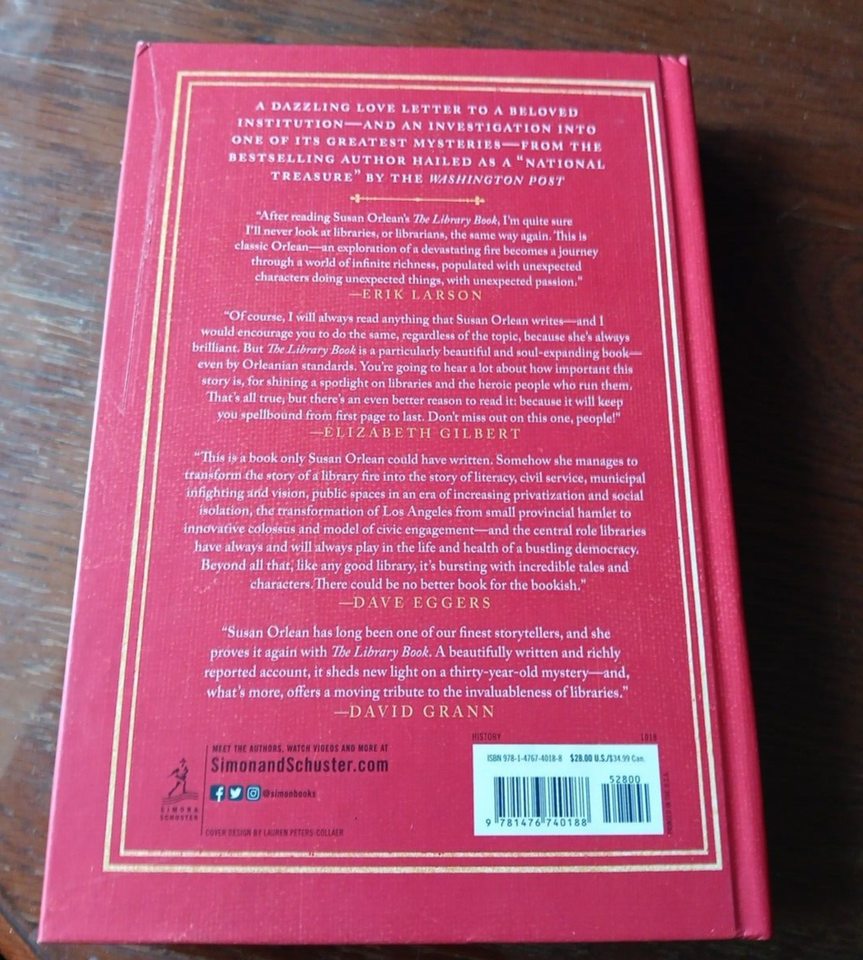 A DAZZLING LOVE LETTER TO A BELOVED
INSTITUTION—AND AN INVESTIGATION INTO
ONE OF ITS GREATEST MYSTERIES—FROM THE
BESTSELLING AUTHOR HAILED AS A "NATIONAL
TREASURE" BY THE WASHINGTON POST
"After reading Susan Orlean's The Library Book, I'm quite sure
I'll never look at libraries, or librarians, the same way again. This is
classic Orlean—an exploration of a devastating fire becomes a journey
through a world of infinite richness, populated with unexpected
characters doing unexpected things, with unexpected passion."
—ERIK LARSON
"Of course, I will always read anything that Susan Orlean writes—and I
would encourage you to do the same, regardless of the topic, because she's always
brilliant. But The Library Book is a particularly beautiful and soul-expanding book—
even by Orleanian standards. You're going to hear a lot about how important this
story is, for shining a spotlight on libraries and the heroic people who run them.
That's all true, but there's an even better reason to read it: because it will keep
you spellbound from first page to last. Don't miss out on this one, people!"
—ELIZABETH GILBERT
"This is a book only Susan Orlean could have written. Somehow she manages to
transform the story of a library fire into the story of literacy, civil service, municipal
infighting and vision, public spaces in an era of increasing privatization and social
isolation, the transformation of Los Angeles from small provincial hamlet to
innovative colossus and model of civic engagement—and the central role libraries
have always and will always play in the life and health of a bustling democracy.
Beyond all that, like any good library, it's bursting with incredible tales and
characters. There could be no better book for the bookish."
—DAVE EGGERS
"Susan Orlean has long been one of our finest storytellers, and she
proves it again with The Library Book. A beautifully written and richly
reported account, it sheds new light on a thirty-year-old mystery—and,
what's more, offers a moving tribute to the invaluableness of libraries."
—DAVID GRANN
MEET THE AUTHORS, WATCH VIDEOS AND MORE AT
SimonandSchuster.com
@simonbooks
SIMON &
SCHUSTER
COVER DESIGN BY LAUREN PETERS-COLLAER
HISTORY 1018
ISBN 978-1-4767-4018-8 $28.00 U.S./$34.99 Can.
52800
9 781476 740188